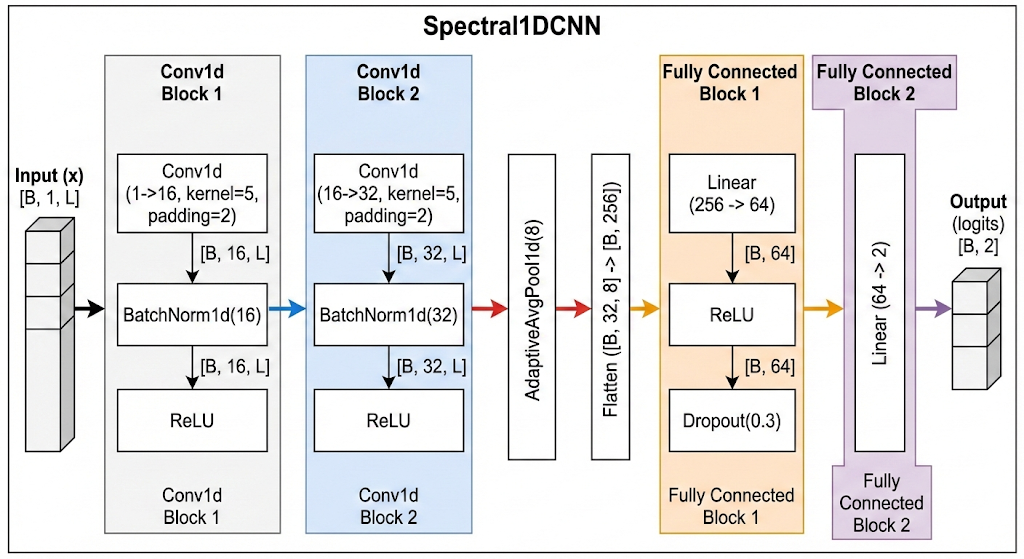 Spectral1DCNN
Input (x)
[B, 1, L]
Conv1d
Block 1
Conv1d
(1->16, kernel=5,
padding=2)
[B, 16, L]
BatchNorm1d(16)
[B, 16, L]
ReLU
Conv1d
Block 1
Conv1d
Block 2
Conv1d
(16->32, kernel=5,
padding=2)
[B, 32, L]
BatchNorm1d(32)
[B, 32, L]
ReLU
Conv1d
Block 2
AdaptiveAvgPool1d(8)
Flatten ([B, 32, 8] -> [B, 256])
Fully Connected
Block 1
Linear
(256 -> 64)
[B, 64]
ReLU
[B, 64]
Dropout(0.3)
Fully Connected
Block 1
Fully Connected
Block 2
Linear (64 -> 2)
Fully
Connected
Block 2
Output
(logits)
[B, 2]